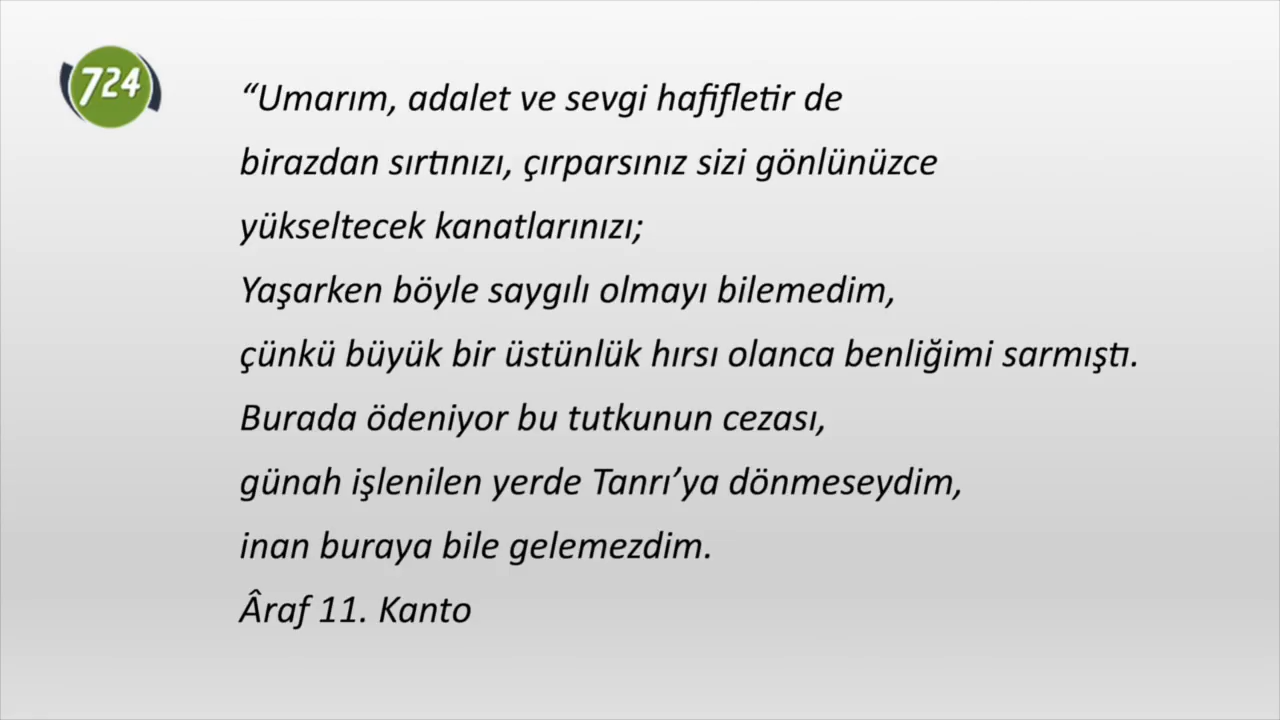 724
“Umarım, adalet ve sevgi hafifletir de
birazdan sırtınızı, çırparsınız sizi gönlünüzce
yükseltecek kanatlarınızı;
Yaşarken böyle saygılı olmayı bilemedim,
çünkü büyük bir üstünlük hırsı olanca benliğimi sarmıştı.
Burada ödeniyor bu tutkunun cezası,
günah işlenilen yerde Tanrı’ya dönmeseydim,
inan buraya bile gelemezdim.
Âraf 11. Kanto